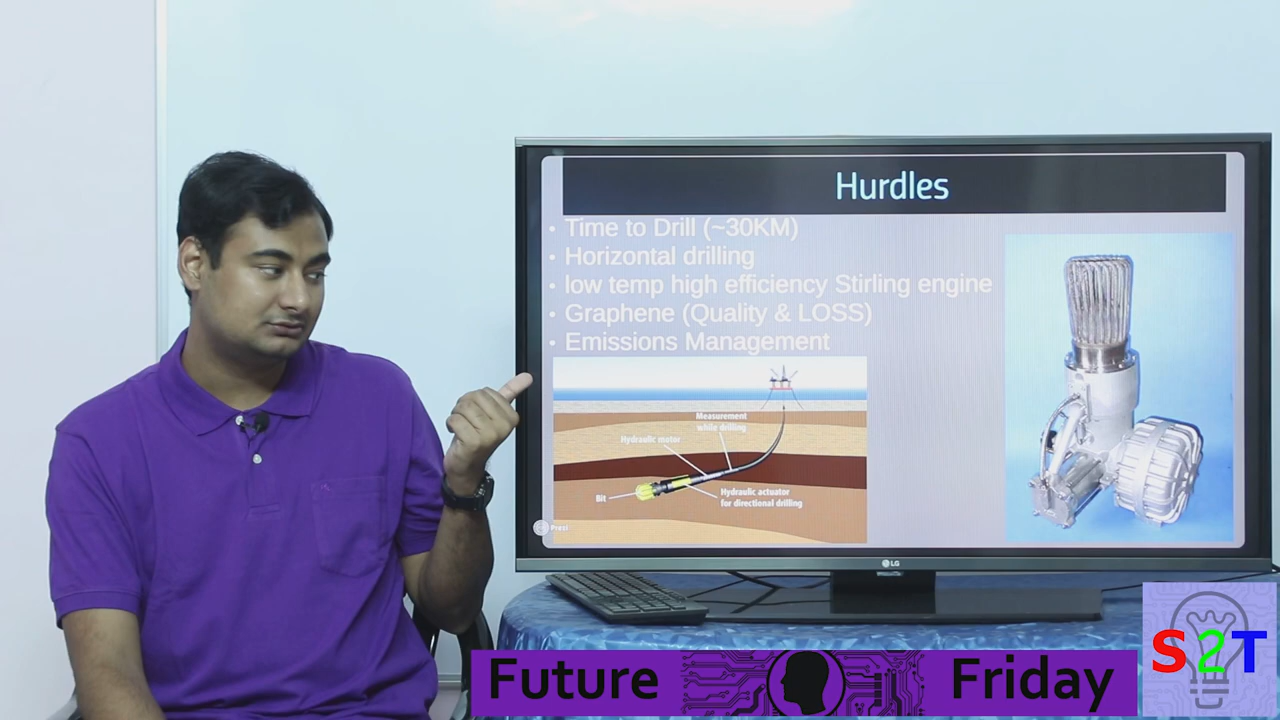 Hurdles
• Time to Drill (~30KM)
• Horizontal drilling
• low temp high efficiency Stirling engine
• Graphene (Quality & LOSS)
• Emissions Management
Measurement
while drilling
Hydraulic motor
Bit
Hydraulic actuator
for directional drilling
Prezi
LG
Future Friday
S2T